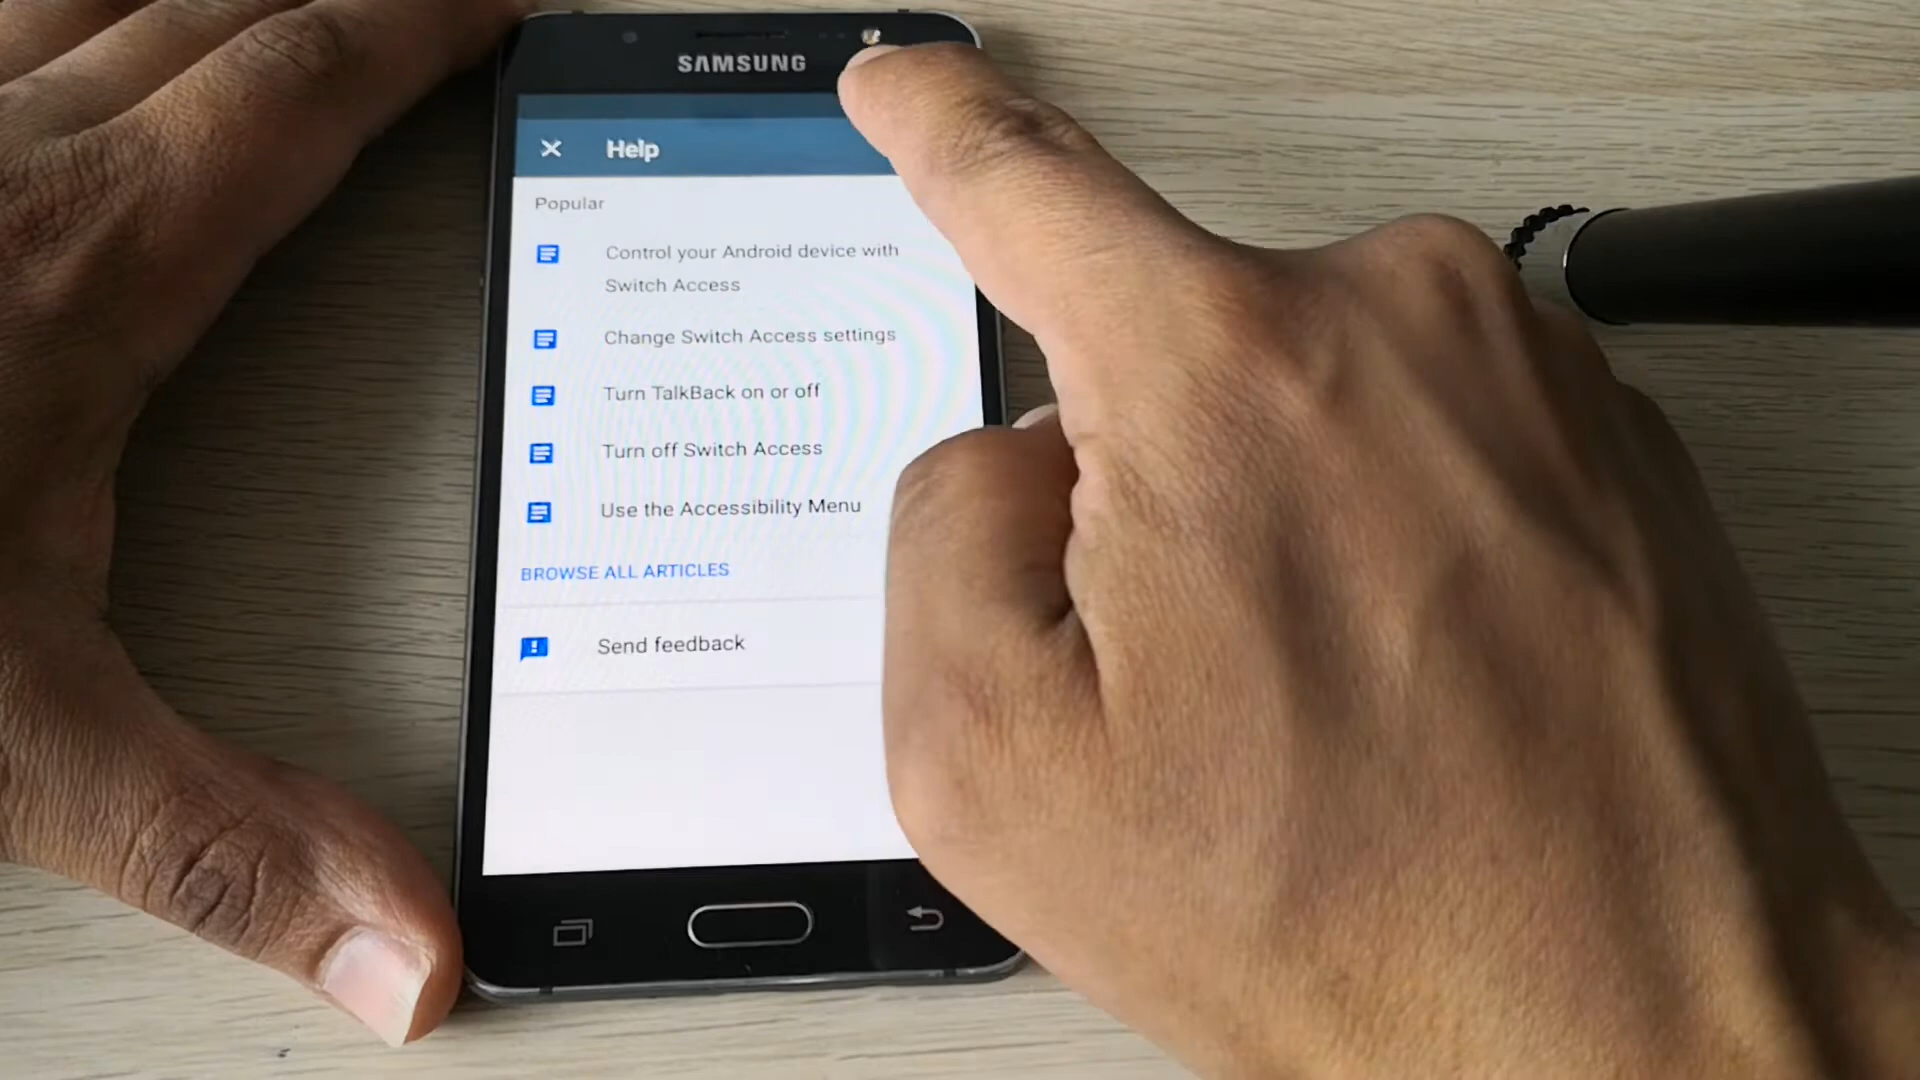 SAMSUNG
Help
Popular
Control your Android device with
Switch Access
Change Switch Access settings
Turn TalkBack on or off
Turn off Switch Access
Use the Accessibility Menu
BROWSE ALL ARTICLES
Send feedback